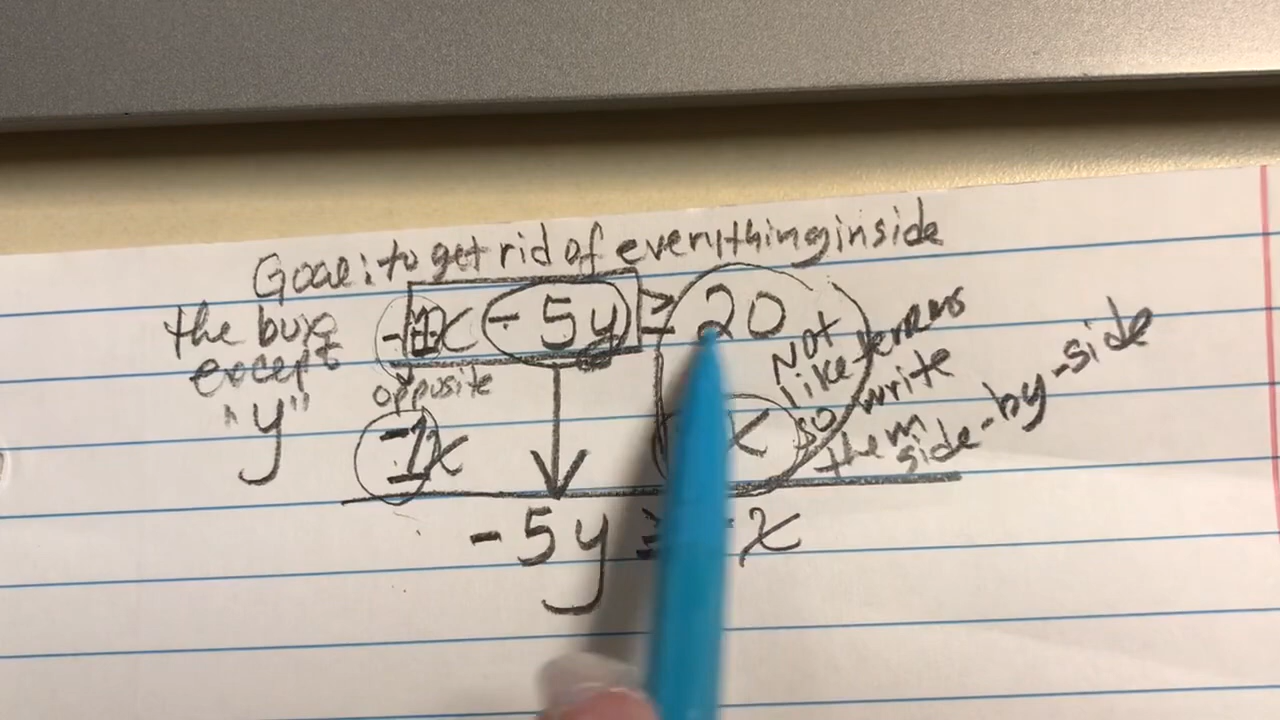 Goal: to get rid of everything inside
the box except "y"
1x - 5y ≥ 20
opposite
-1x
x
Not like terms so write them side-by-side
-5y ≥ - x